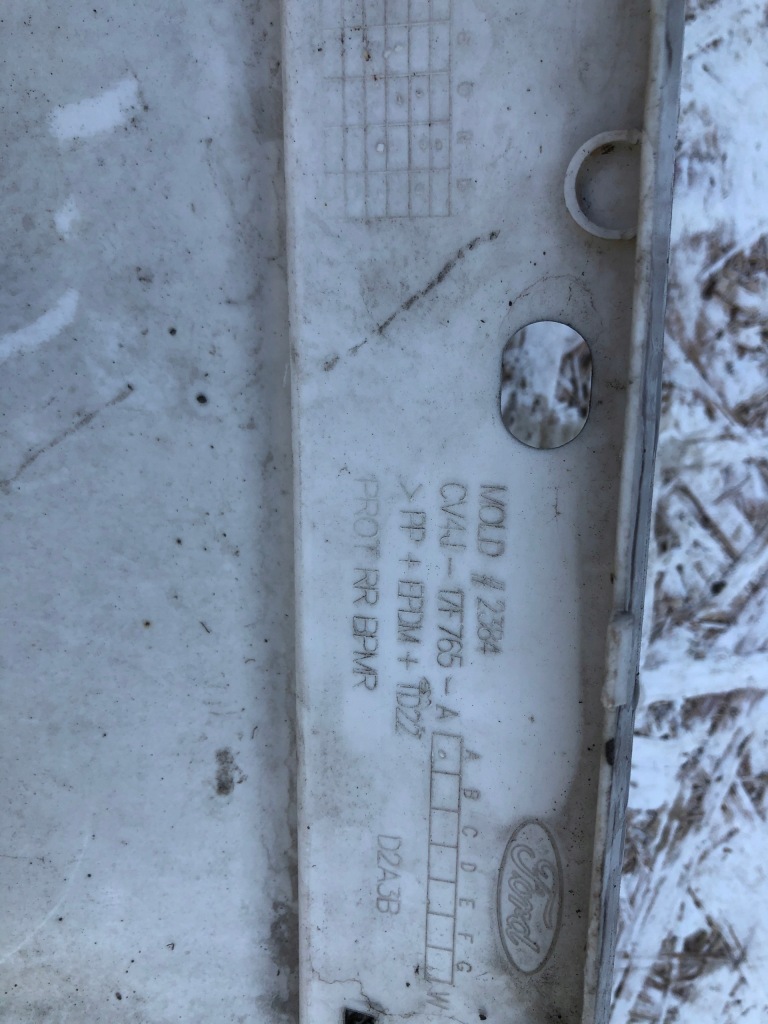 MOLD # 2384
CV4J-17F765-A
>PP + EPDM + TD22
PROT RR BPMR
A B C D E F G W
D2A3B
Ford